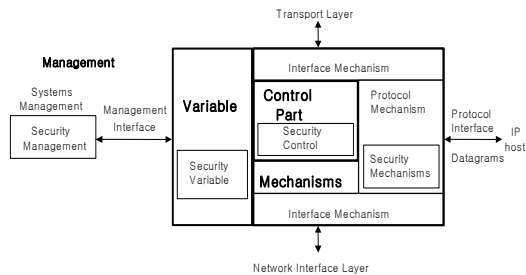 Transport Layer
Management
Interface Mechanism
Systems
Management
Management
Interface
Variable
Control
Part
Protocol
Mechanism
Protocol
Interface
Security
Management
Security
Control
IP
host
Security
Variable
Security
Mechanisms
Datagrams
Mechanisms
Interface Mechanism
Network Interface Layer